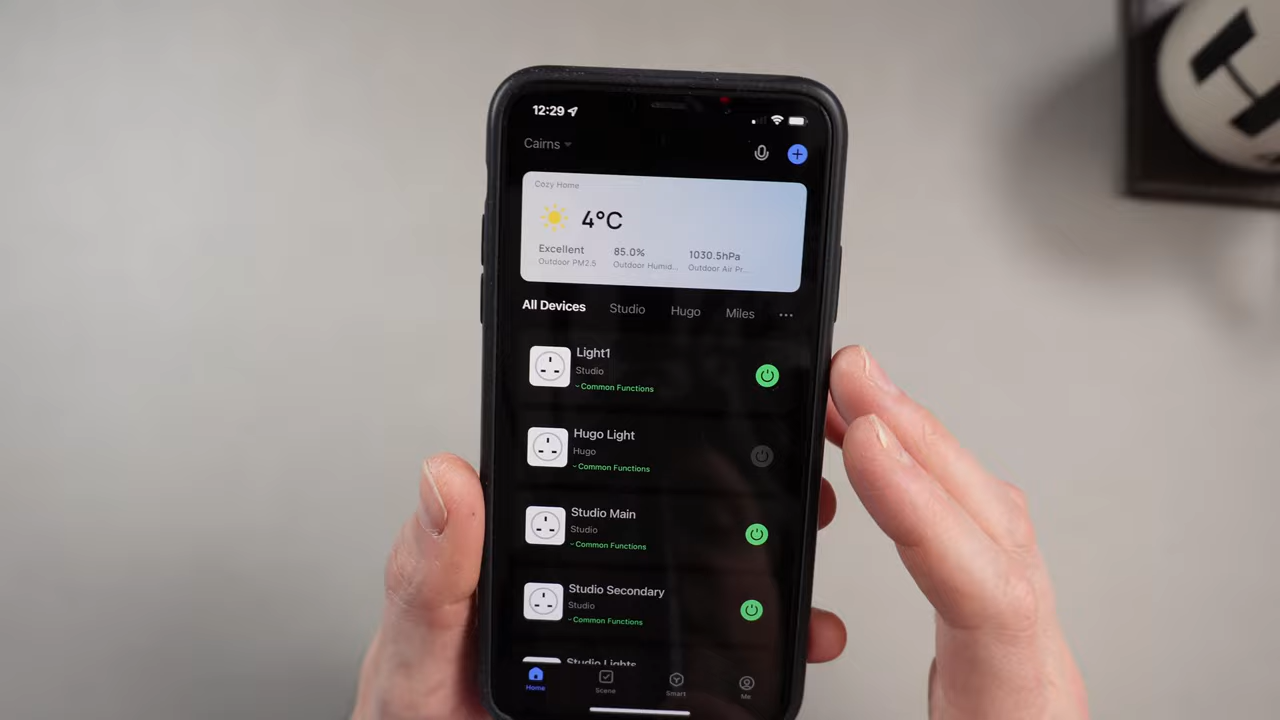 12:29
Cairns
Cozy Home
4°C
Excellent
Outdoor PM2.5
85.0%
Outdoor Humid...
1030.5hPa
Outdoor Air Pr...
All Devices Studio Hugo Miles ...
Light1
Studio
Common Functions
Hugo Light
Hugo
Common Functions
Studio Main
Studio
Common Functions
Studio Secondary
Studio
Common Functions
Studio Lights
Home Scene Smart Me